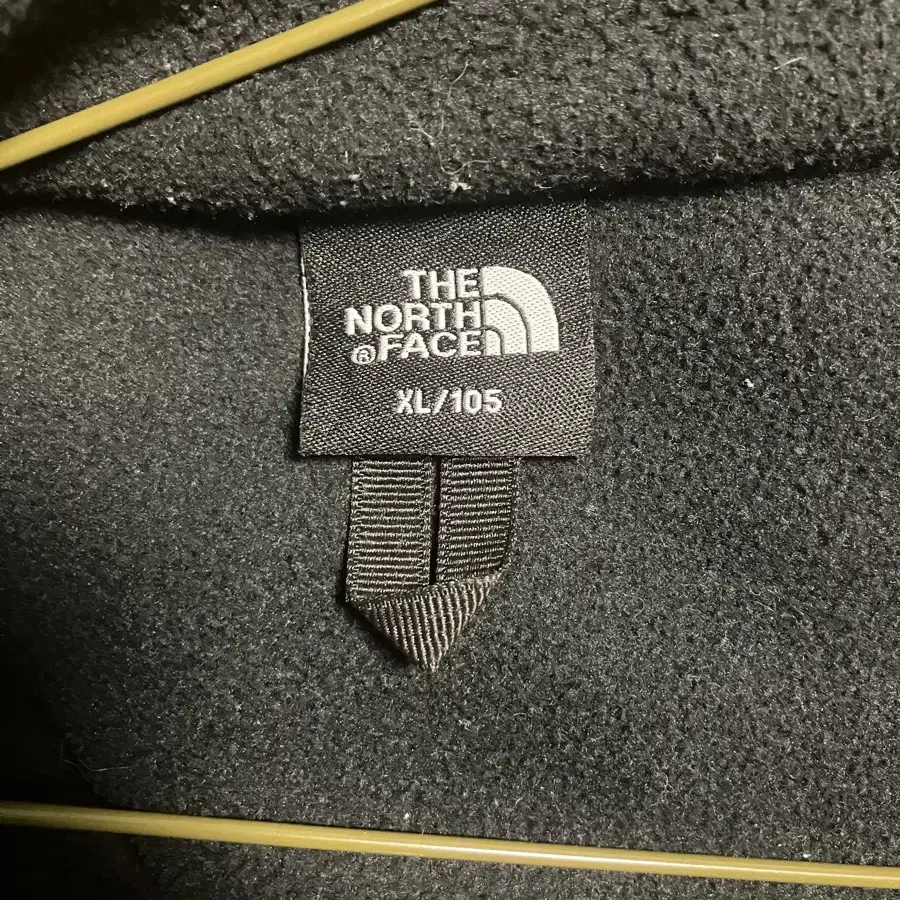 THE
NORTH
®FACE
XL/105